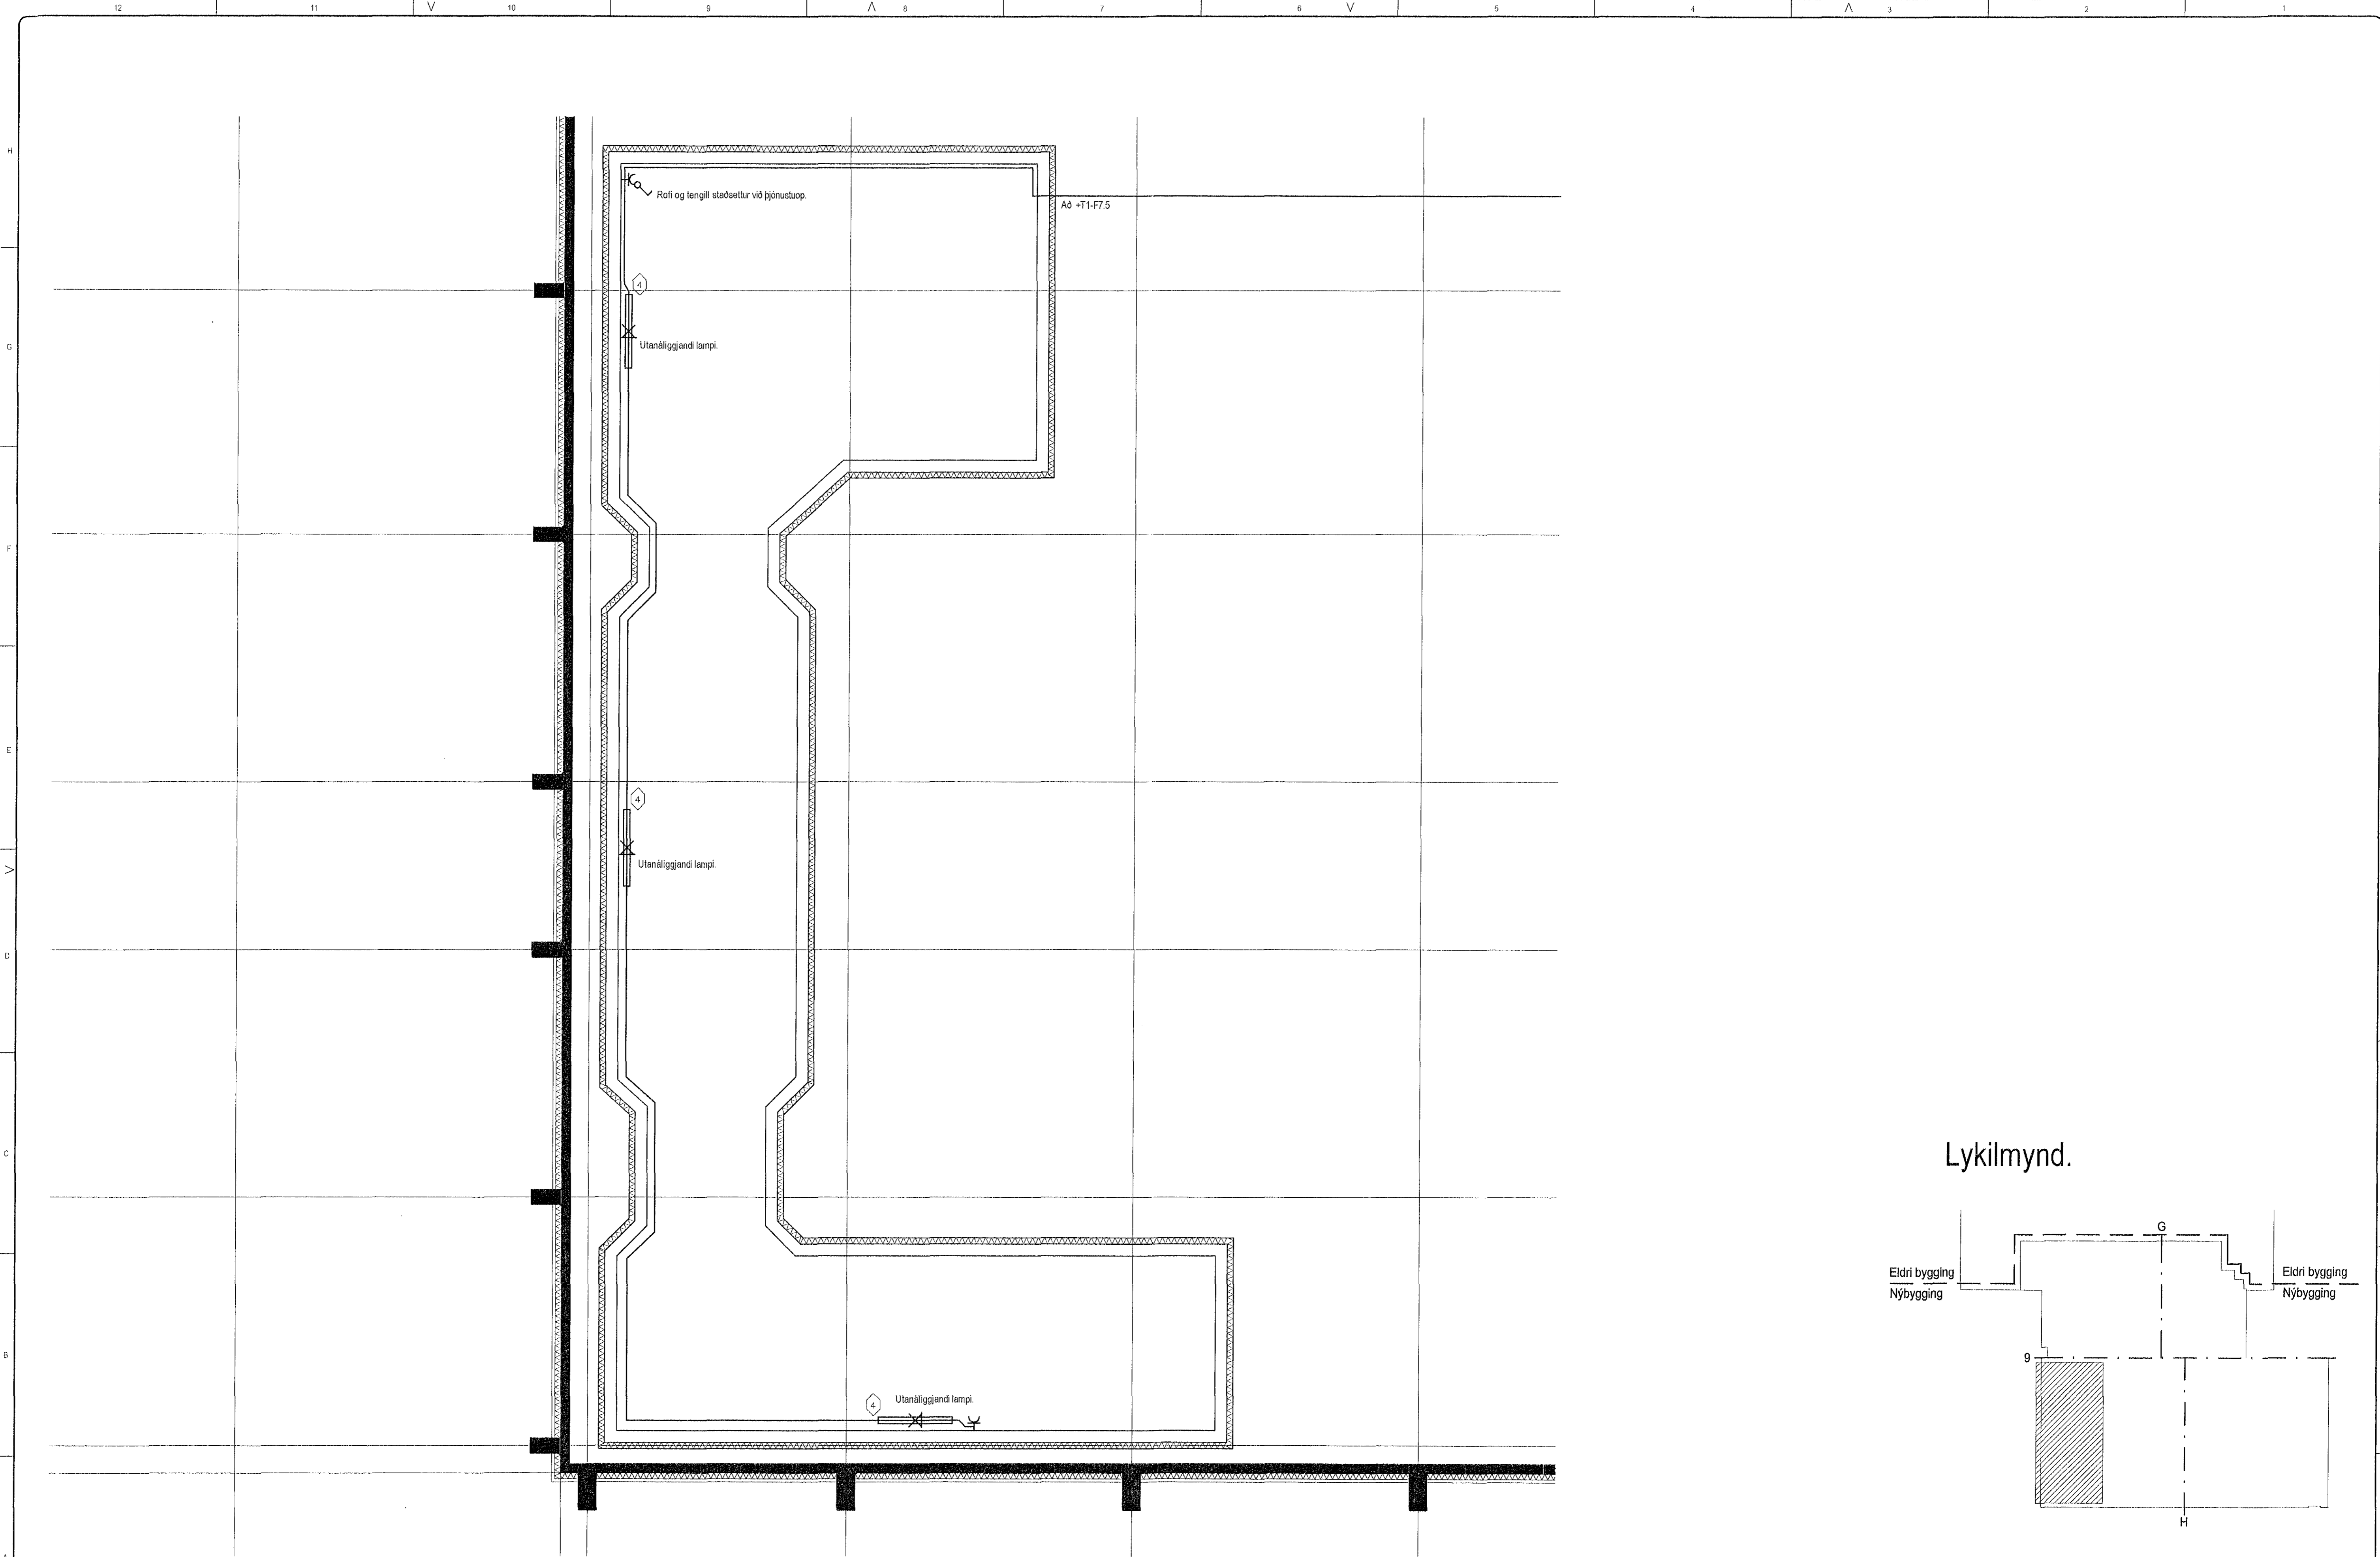 12 11 10 9 8 7 6 5 4 3 2 1
H
Rofi og tengill staðsettur við þjónustuop.
Að +T1-F7.5
4
G
Utanáliggjandi lampi.
F
E
4
Utanáliggjandi lampi.
D
C
Lykilmynd.
G
Eldri bygging
Nýbygging
Eldri bygging
Nýbygging
B
9
4
Utanáliggjandi lampi.
H